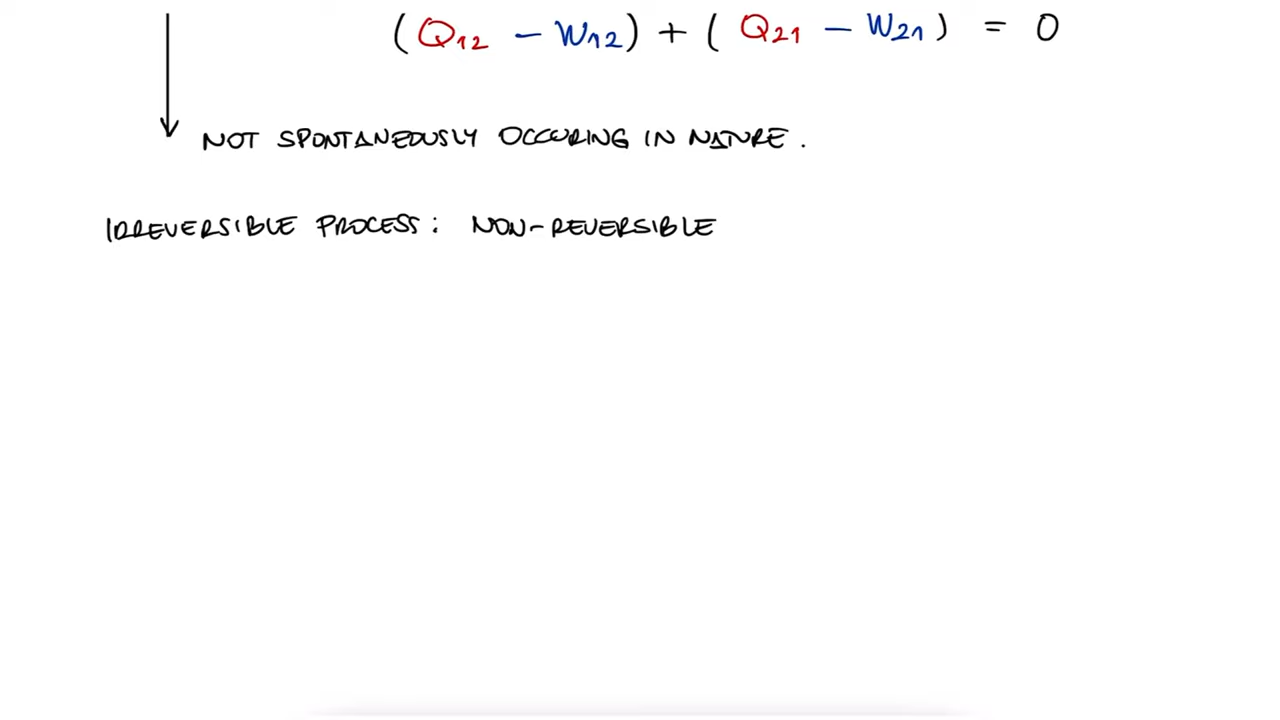 (Q12 - W12) + (Q21 - W21) = 0
NOT SPONTANEOUSLY OCCURING IN NATURE.
IRREVERSIBLE PROCESS: NON-REVERSIBLE